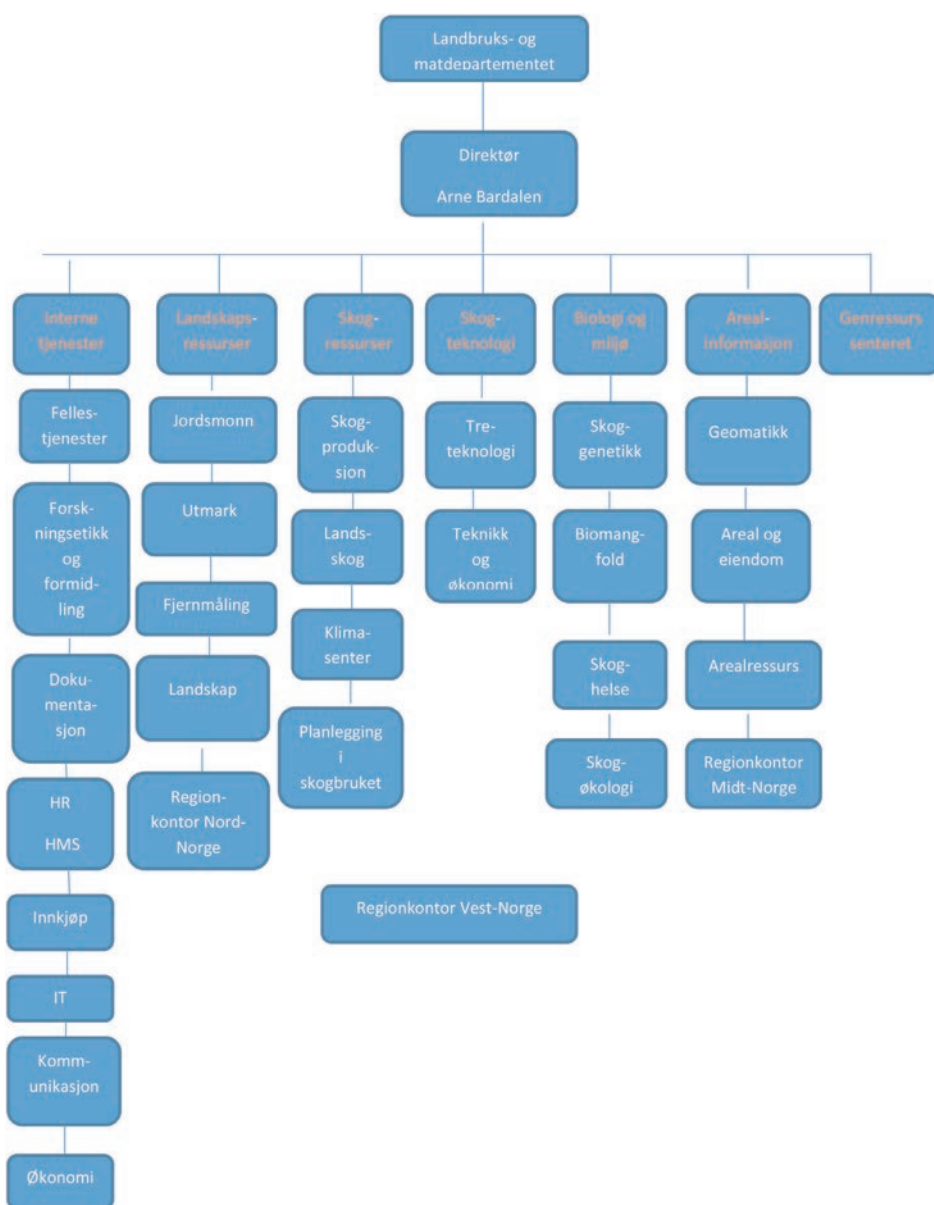 Landbruks- og
matdepartementet
Direktør
Arne Bardalen
Interne
tjenester
Landskaps-
ressurser
Skog-
ressurser
Skog-
teknologi
Biologi og
miljø
Areal-
informasjon
Genressurs
senteret
Felles-
tjenester
Forsk-
ningsetikk
og
formid-
ling
Doku-
menta-
sjon
HR
HMS
Innkjøp
IT
Komm-
unikasjon
Økonomi
Jordsmonn
Utmark
Fjernmåling
Landskap
Region-
kontor Nord-
Norge
Skog-
produk-
sjon
Lands-
skog
Klima-
senter
Planlegging
i
skogbruket
Tre-
teknologi
Teknikk
og
økonomi
Skog-
genetikk
Biomang-
fold
Skog-
helse
Skog-
økologi
Geomatikk
Areal og
eiendom
Arealressurs
Regionkontor
Midt-Norge
Regionkontor Vest-Norge